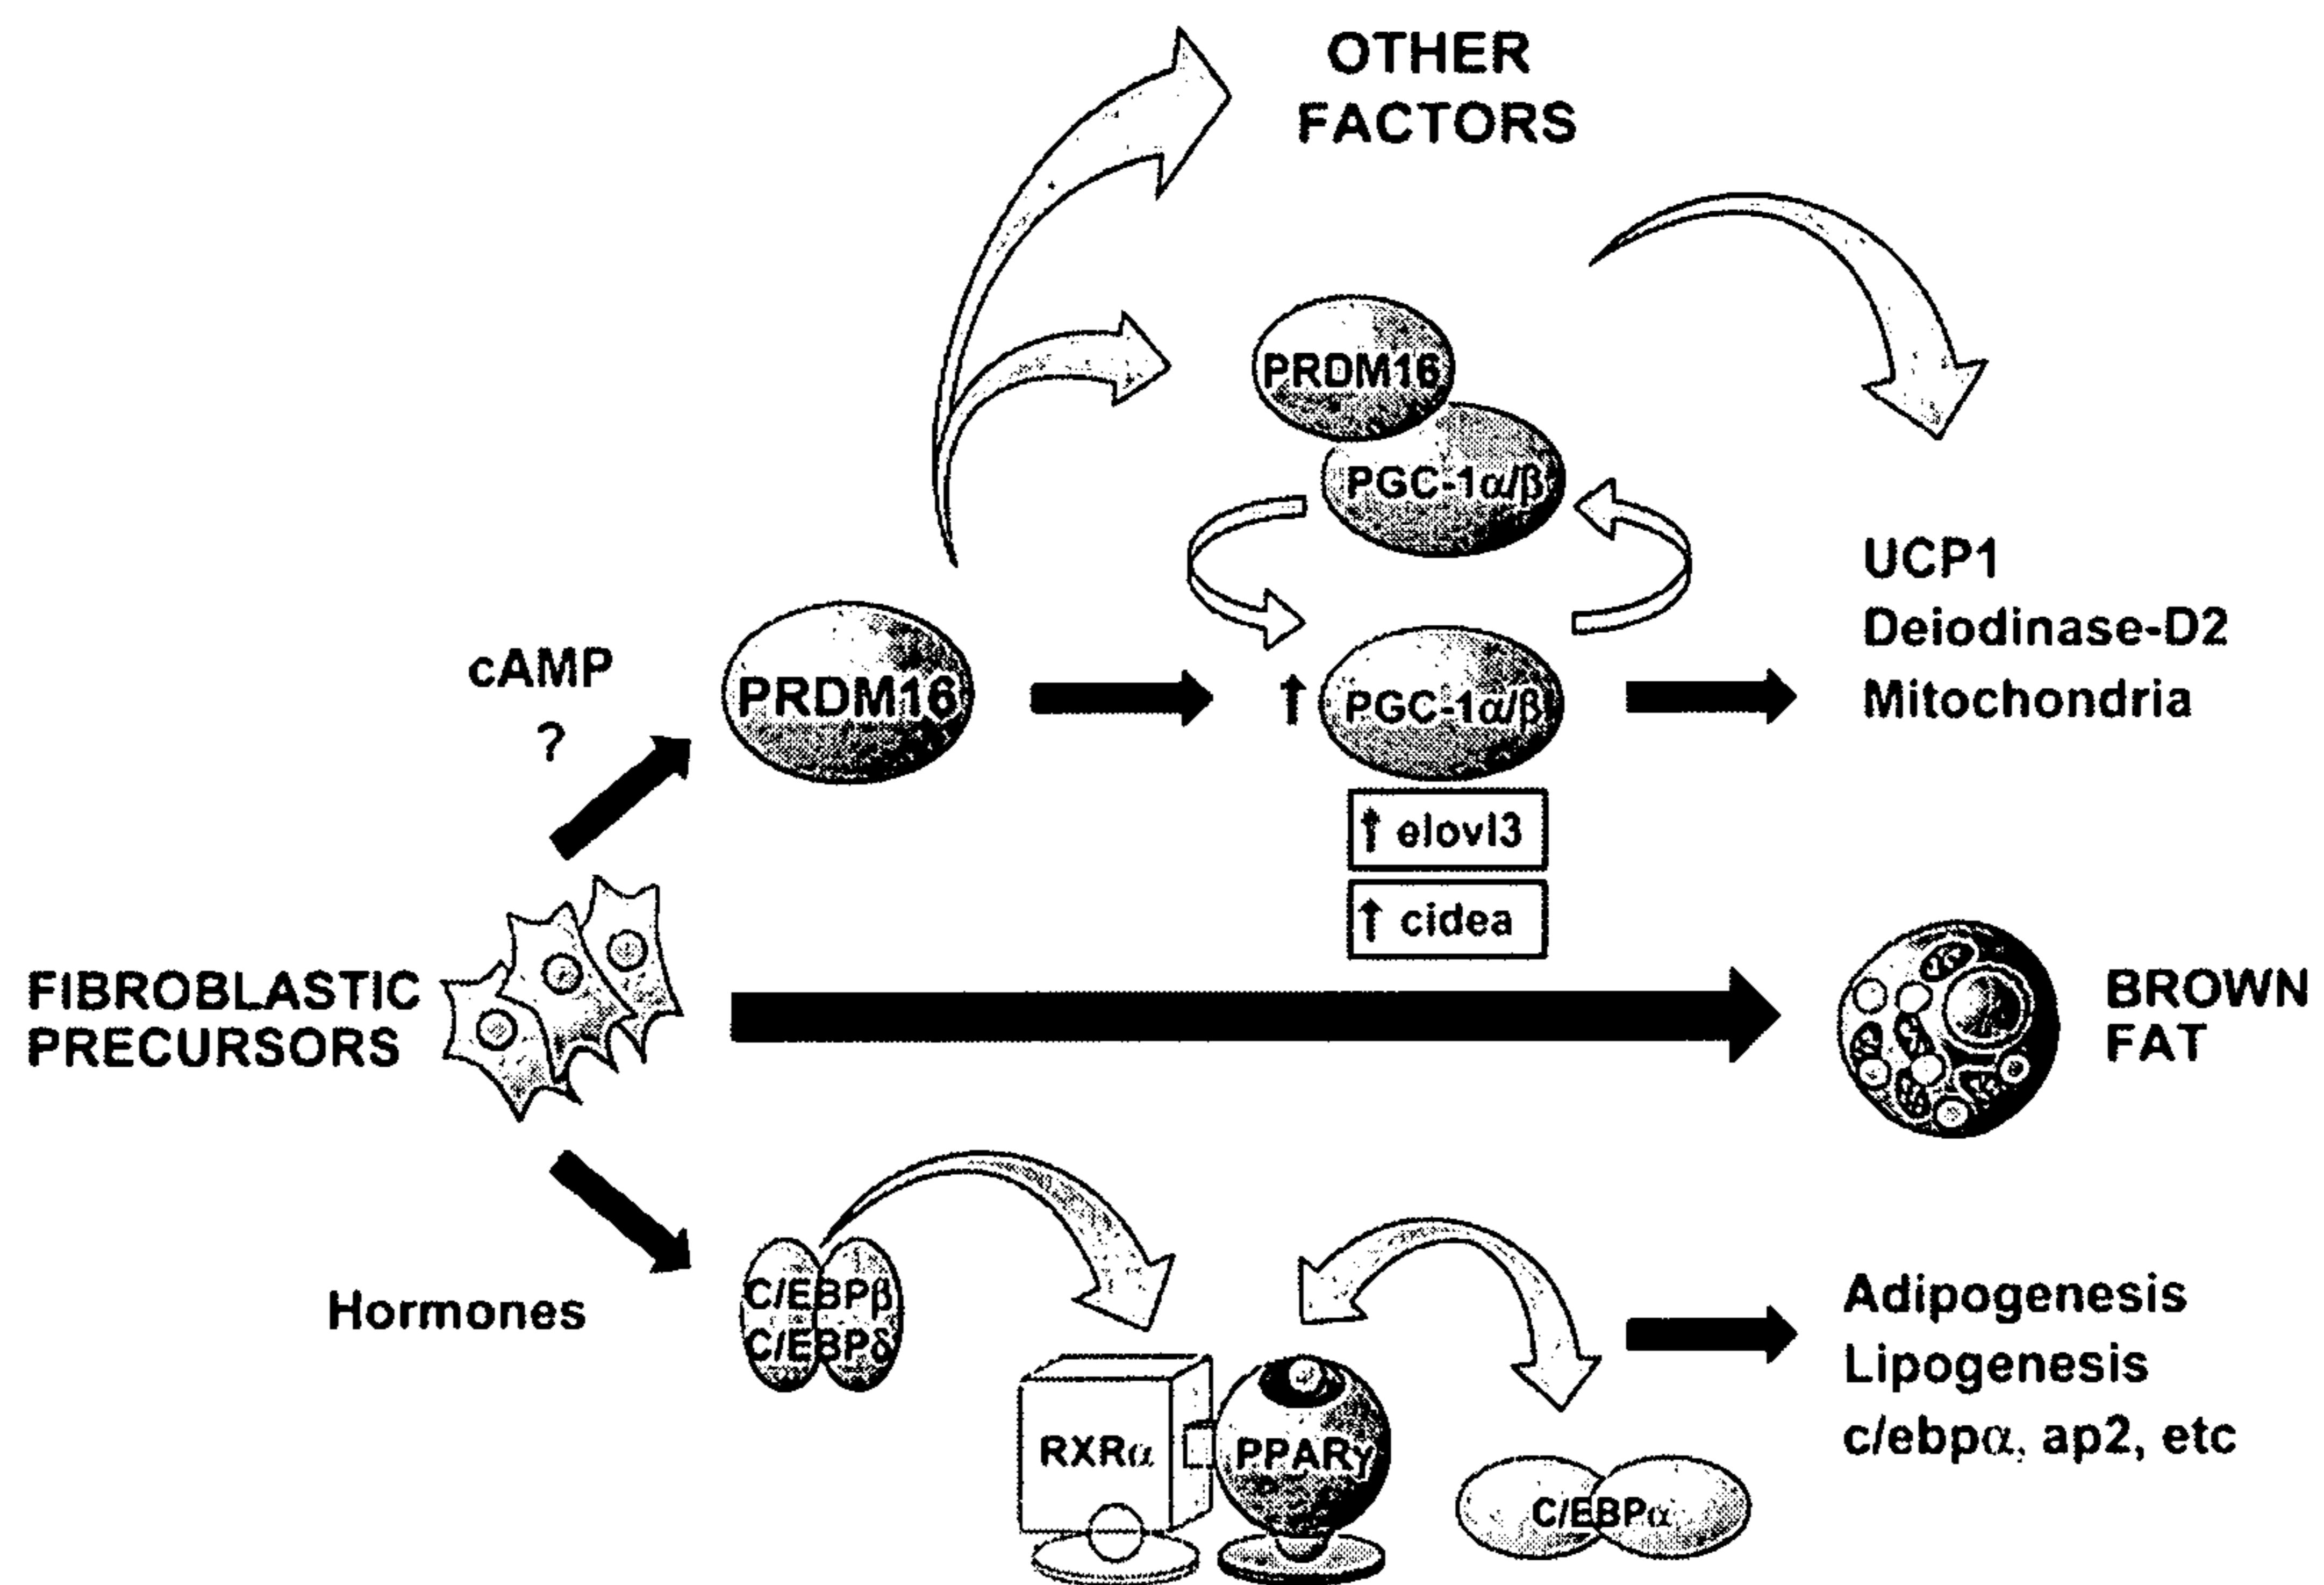 OTHER
FACTORS
PRDM16
PGC-1α/β
UCP1
Deiodinase-D2
Mitochondria
cAMP
?
PRDM16
↑ PGC-1α/β
↑ elovl3
↑ cidea
FIBROBLASTIC
PRECURSORS
BROWN
FAT
Hormones
C/EBPβ
C/EBPδ
RXRα
PPARγ
C/EBPα
Adipogenesis
Lipogenesis
c/ebpα, ap2, etc